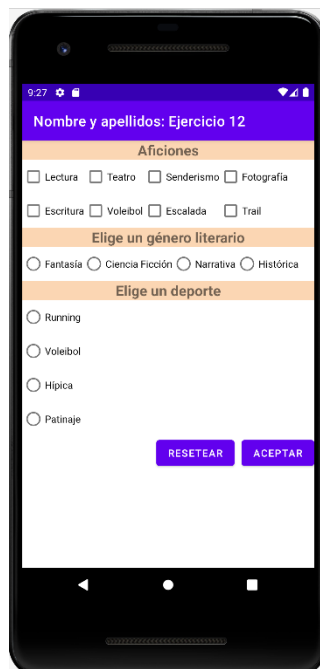 9:27
Nombre y apellidos: Ejercicio 12
Aficiones
Lectura Teatro Senderismo Fotografía
Escritura Voleibol Escalada Trail
Elige un género literario
Fantasía Ciencia Ficción Narrativa Histórica
Elige un deporte
Running
Voleibol
Hípica
Patinaje
RESETEAR ACEPTAR